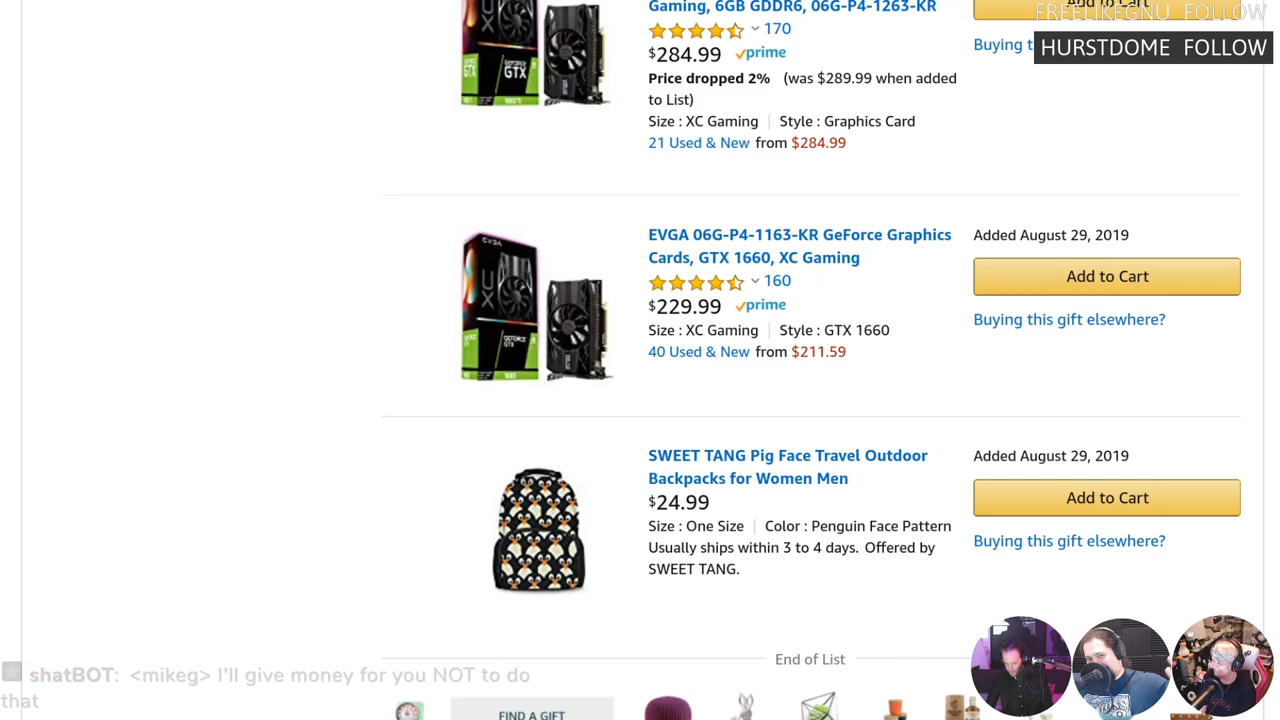 Gaming, 6GB GDDR6, 06G-P4-1263-KR
Add to Cart
FREELIKEGNU FOLLOW
170
Buying t
HURSTDOME FOLLOW
$284.99 prime
Price dropped 2% (was $289.99 when added
to List)
Size : XC Gaming Style : Graphics Card
21 Used & New from $284.99
EVGA 06G-P4-1163-KR GeForce Graphics
Cards, GTX 1660, XC Gaming
Added August 29, 2019
160
Add to Cart
$229.99 prime
Buying this gift elsewhere?
Size : XC Gaming Style : GTX 1660
40 Used & New from $211.59
EVGA
XC
GEFORCE
GTX
SWEET TANG Pig Face Travel Outdoor
Backpacks for Women Men
Added August 29, 2019
$24.99
Add to Cart
Size : One Size Color : Penguin Face Pattern
Buying this gift elsewhere?
Usually ships within 3 to 4 days. Offered by
SWEET TANG.
End of List
shatBOT: <mikeg> I'll give money for you NOT to do
that
FIND A GIFT